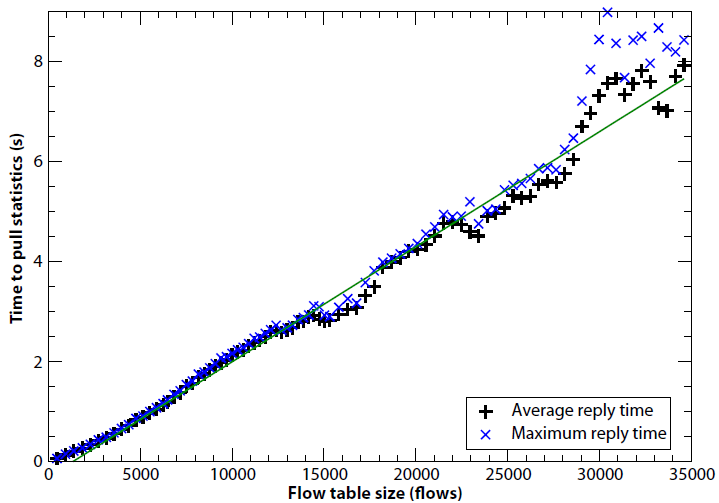 8
6
4
2
0
Time to pull statistics (s)
Average reply time
Maximum reply time
0 5000 10000 15000 20000 25000 30000 35000
Flow table size (flows)